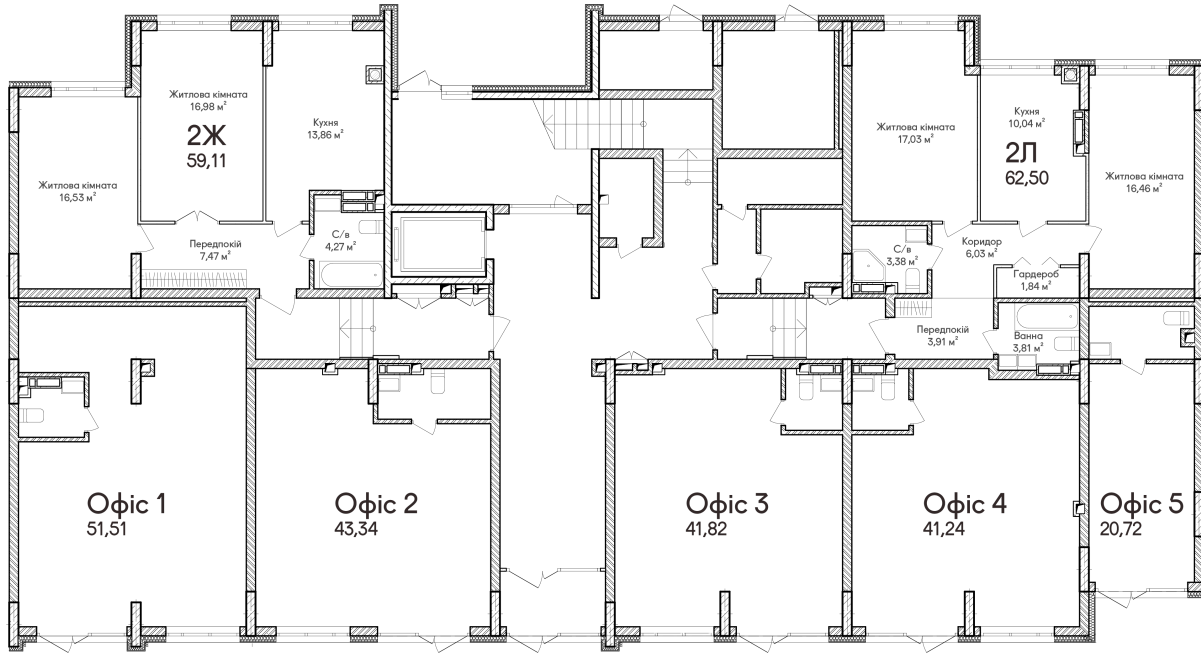 Житлова кімната
16,98 м²
2Ж
59,11
Кухня
13,86 м²
Житлова кімната
16,53 м²
Передпокій
7,47 м²
С/в
4,27 м²
Житлова кімната
17,03 м²
Кухня
10,04 м²
2Л
62,50
Житлова кімната
16,46 м²
С/в
3,38 м²
Коридор
6,03 м²
Гардероб
1,84 м²
Передпокій
3,91 м²
Ванна
3,81 м²
Офіс 1
51,51
Офіс 2
43,34
Офіс 3
41,82
Офіс 4
41,24
Офіс 5
20,72